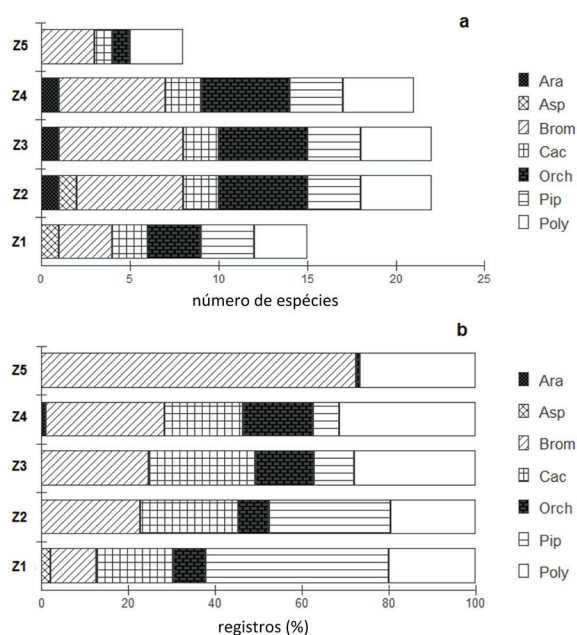 a
Z5
Z4
Z3
Z2
Z1
0 5 10 15 20 25
número de espécies
Ara
Asp
Brom
Cac
Orch
Pip
Poly
b
Z5
Z4
Z3
Z2
Z1
0 20 40 60 80 100
registros (%)
Ara
Asp
Brom
Cac
Orch
Pip
Poly